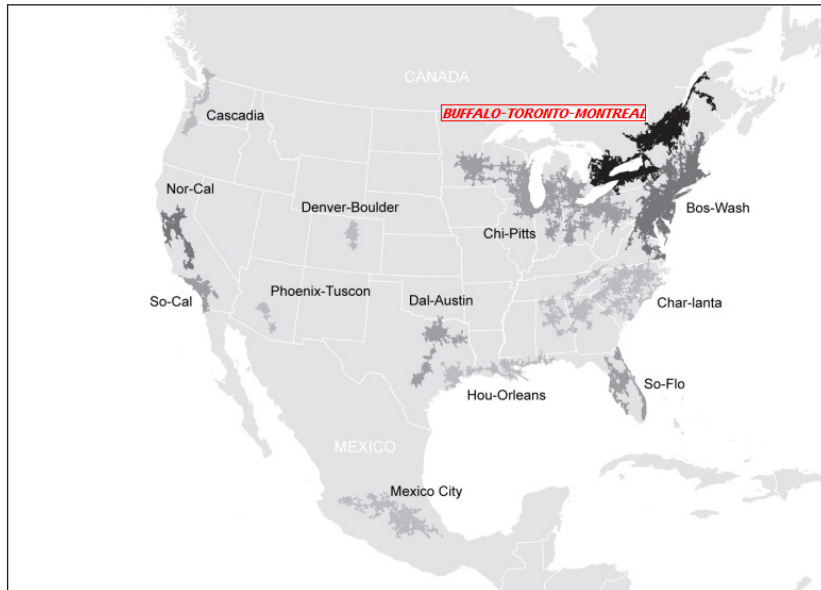 CANADA
BUFFALO-TORONTO-MONTREAL
Cascadia
Nor-Cal
Denver-Boulder
Bos-Wash
Chi-Pitts
Phoenix-Tuscon
Dal-Austin
So-Cal
Char-lanta
So-Flo
Hou-Orleans
MEXICO
Mexico City